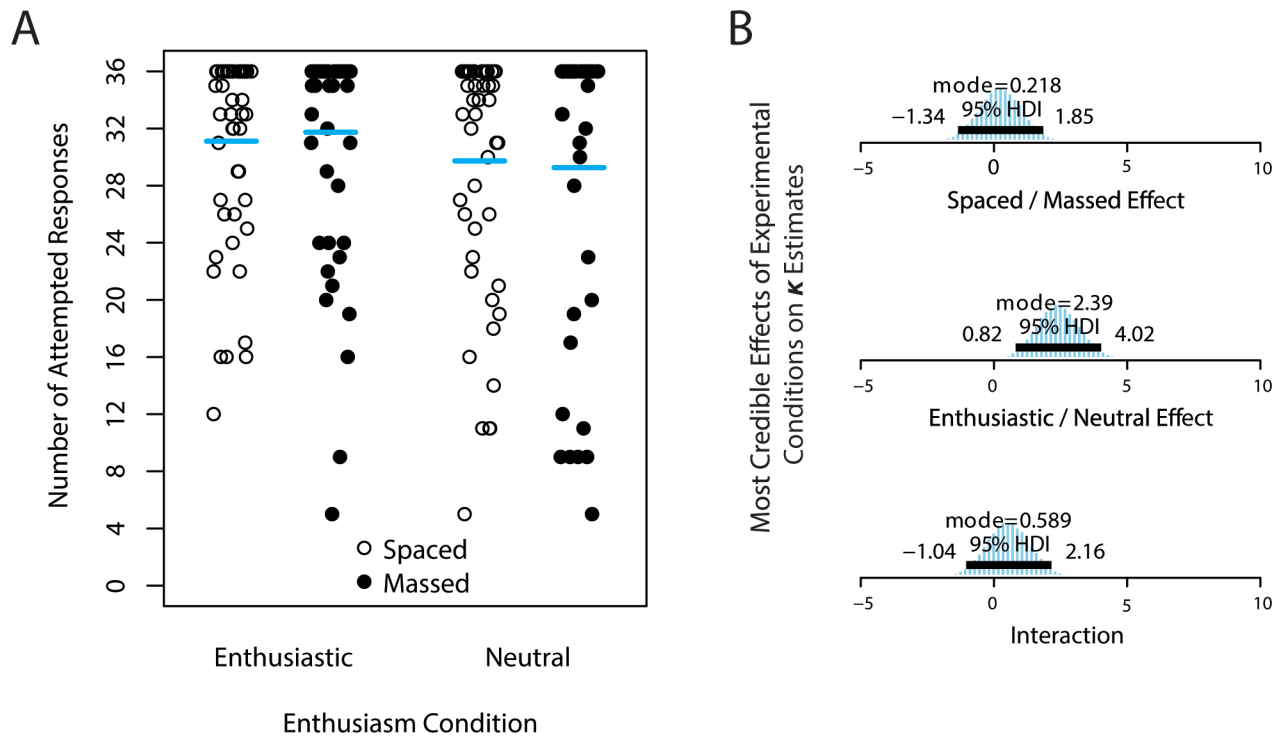 A
Number of Attempted Responses
36
32
28
24
20
16
12
8
4
0
Spaced
Massed
Enthusiastic
Neutral
Enthusiasm Condition
B
Most Credible Effects of Experimental
Conditions on K Estimates
mode=0.218
95% HDI
−1.34
1.85
−5
0
5
10
Spaced / Massed Effect
mode=2.39
95% HDI
0.82
4.02
−5
0
5
10
Enthusiastic / Neutral Effect
mode=0.589
95% HDI
−1.04
2.16
−5
0
5
10
Interaction